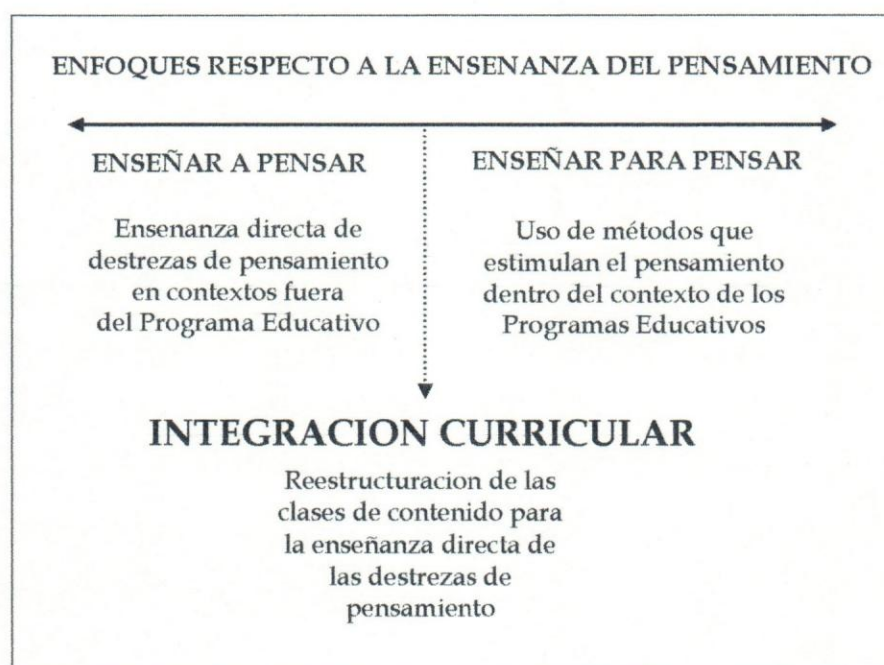 ENFOQUES RESPECTO A LA ENSENANZA DEL PENSAMIENTO
ENSEÑAR A PENSAR
Ensenanza directa de
destrezas de pensamiento
en contextos fuera
del Programa Educativo
ENSEÑAR PARA PENSAR
Uso de métodos que
estimulan el pensamiento
dentro del contexto de los
Programas Educativos
INTEGRACION CURRICULAR
Reestructuracion de las
clases de contenido para
la enseñanza directa de
las destrezas de
pensamiento